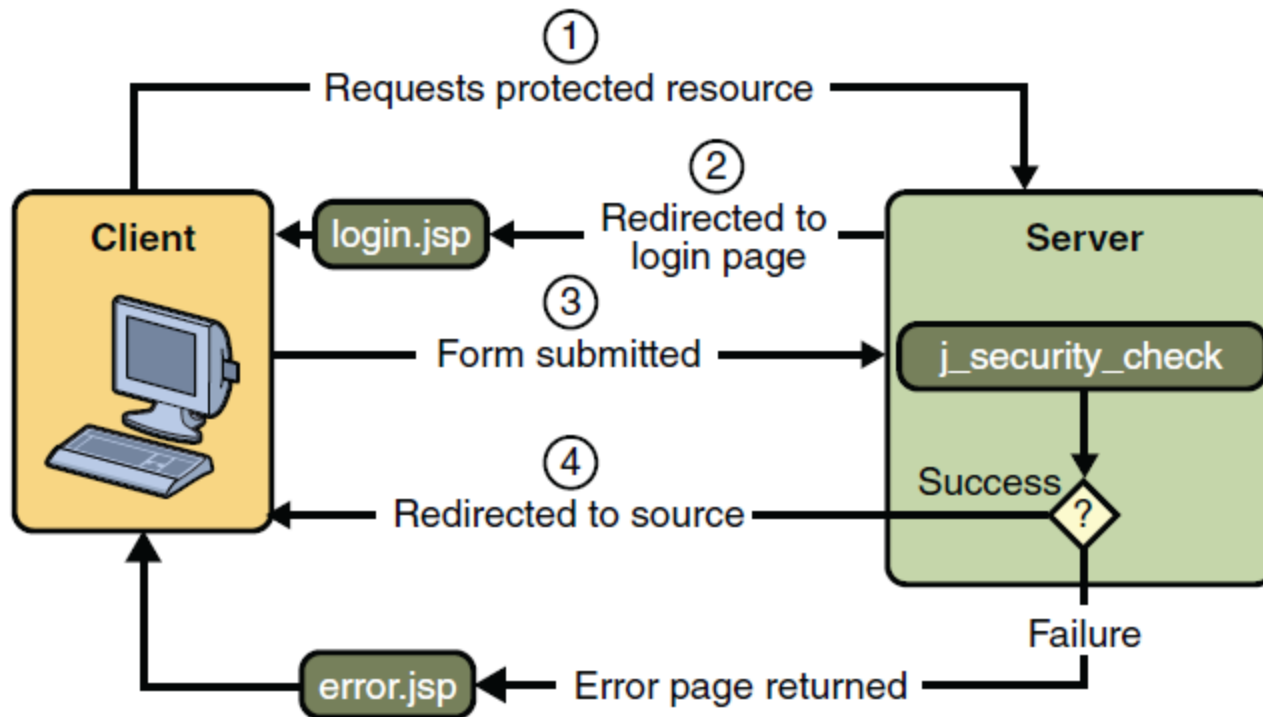 1
Requests protected resource
2
Redirected to
login page
login.jsp
Client
Server
3
Form submitted
j_security_check
4
Redirected to source
Success
?
Failure
Error page returned
error.jsp